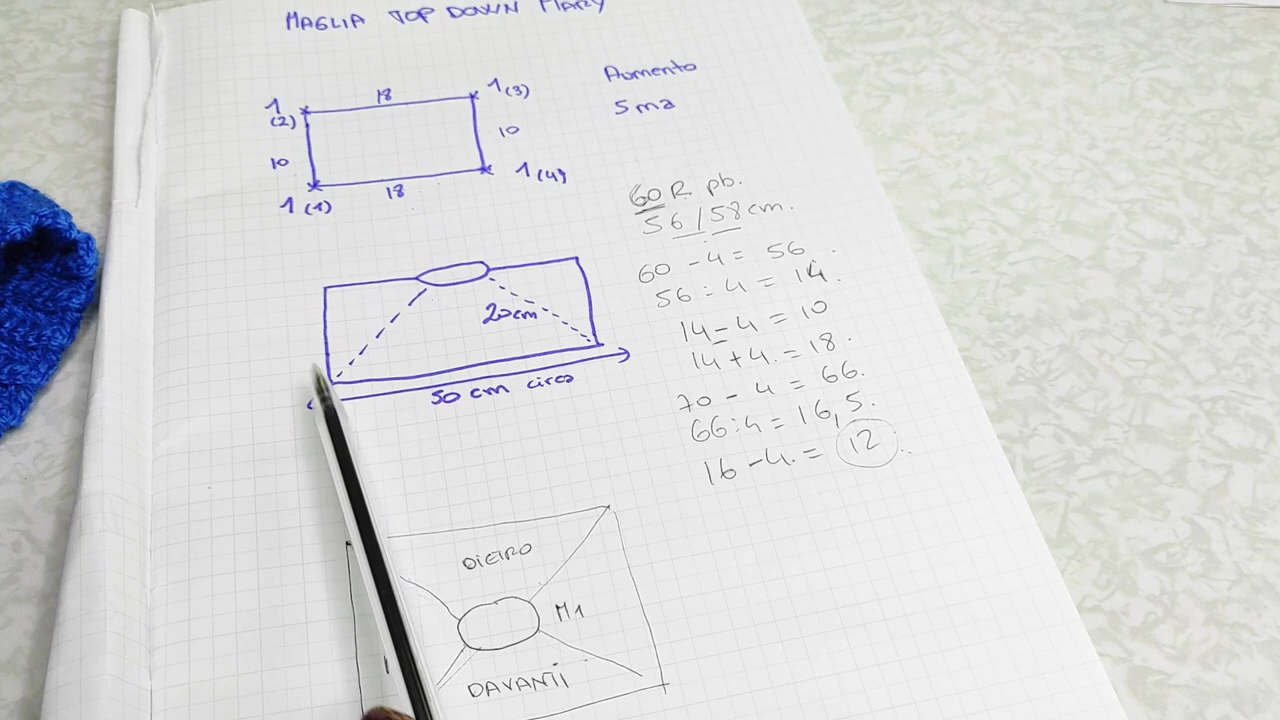 MAGLIA TOP DOWN MARY
18
1 (2)
1 (3)
10
10
18
1 (1)
1 (4)
Aumento
5 ma
60 R pb.
56/58 cm.
60 - 4 = 56
56 : 4 = 14.
14 - 4 = 10
14 + 4. = 18.
70 - 4 = 66.
66 : 4 = 16,5.
16 - 4. = 12
20cm
50 cm circa
DIETRO
M1
DAVANTI